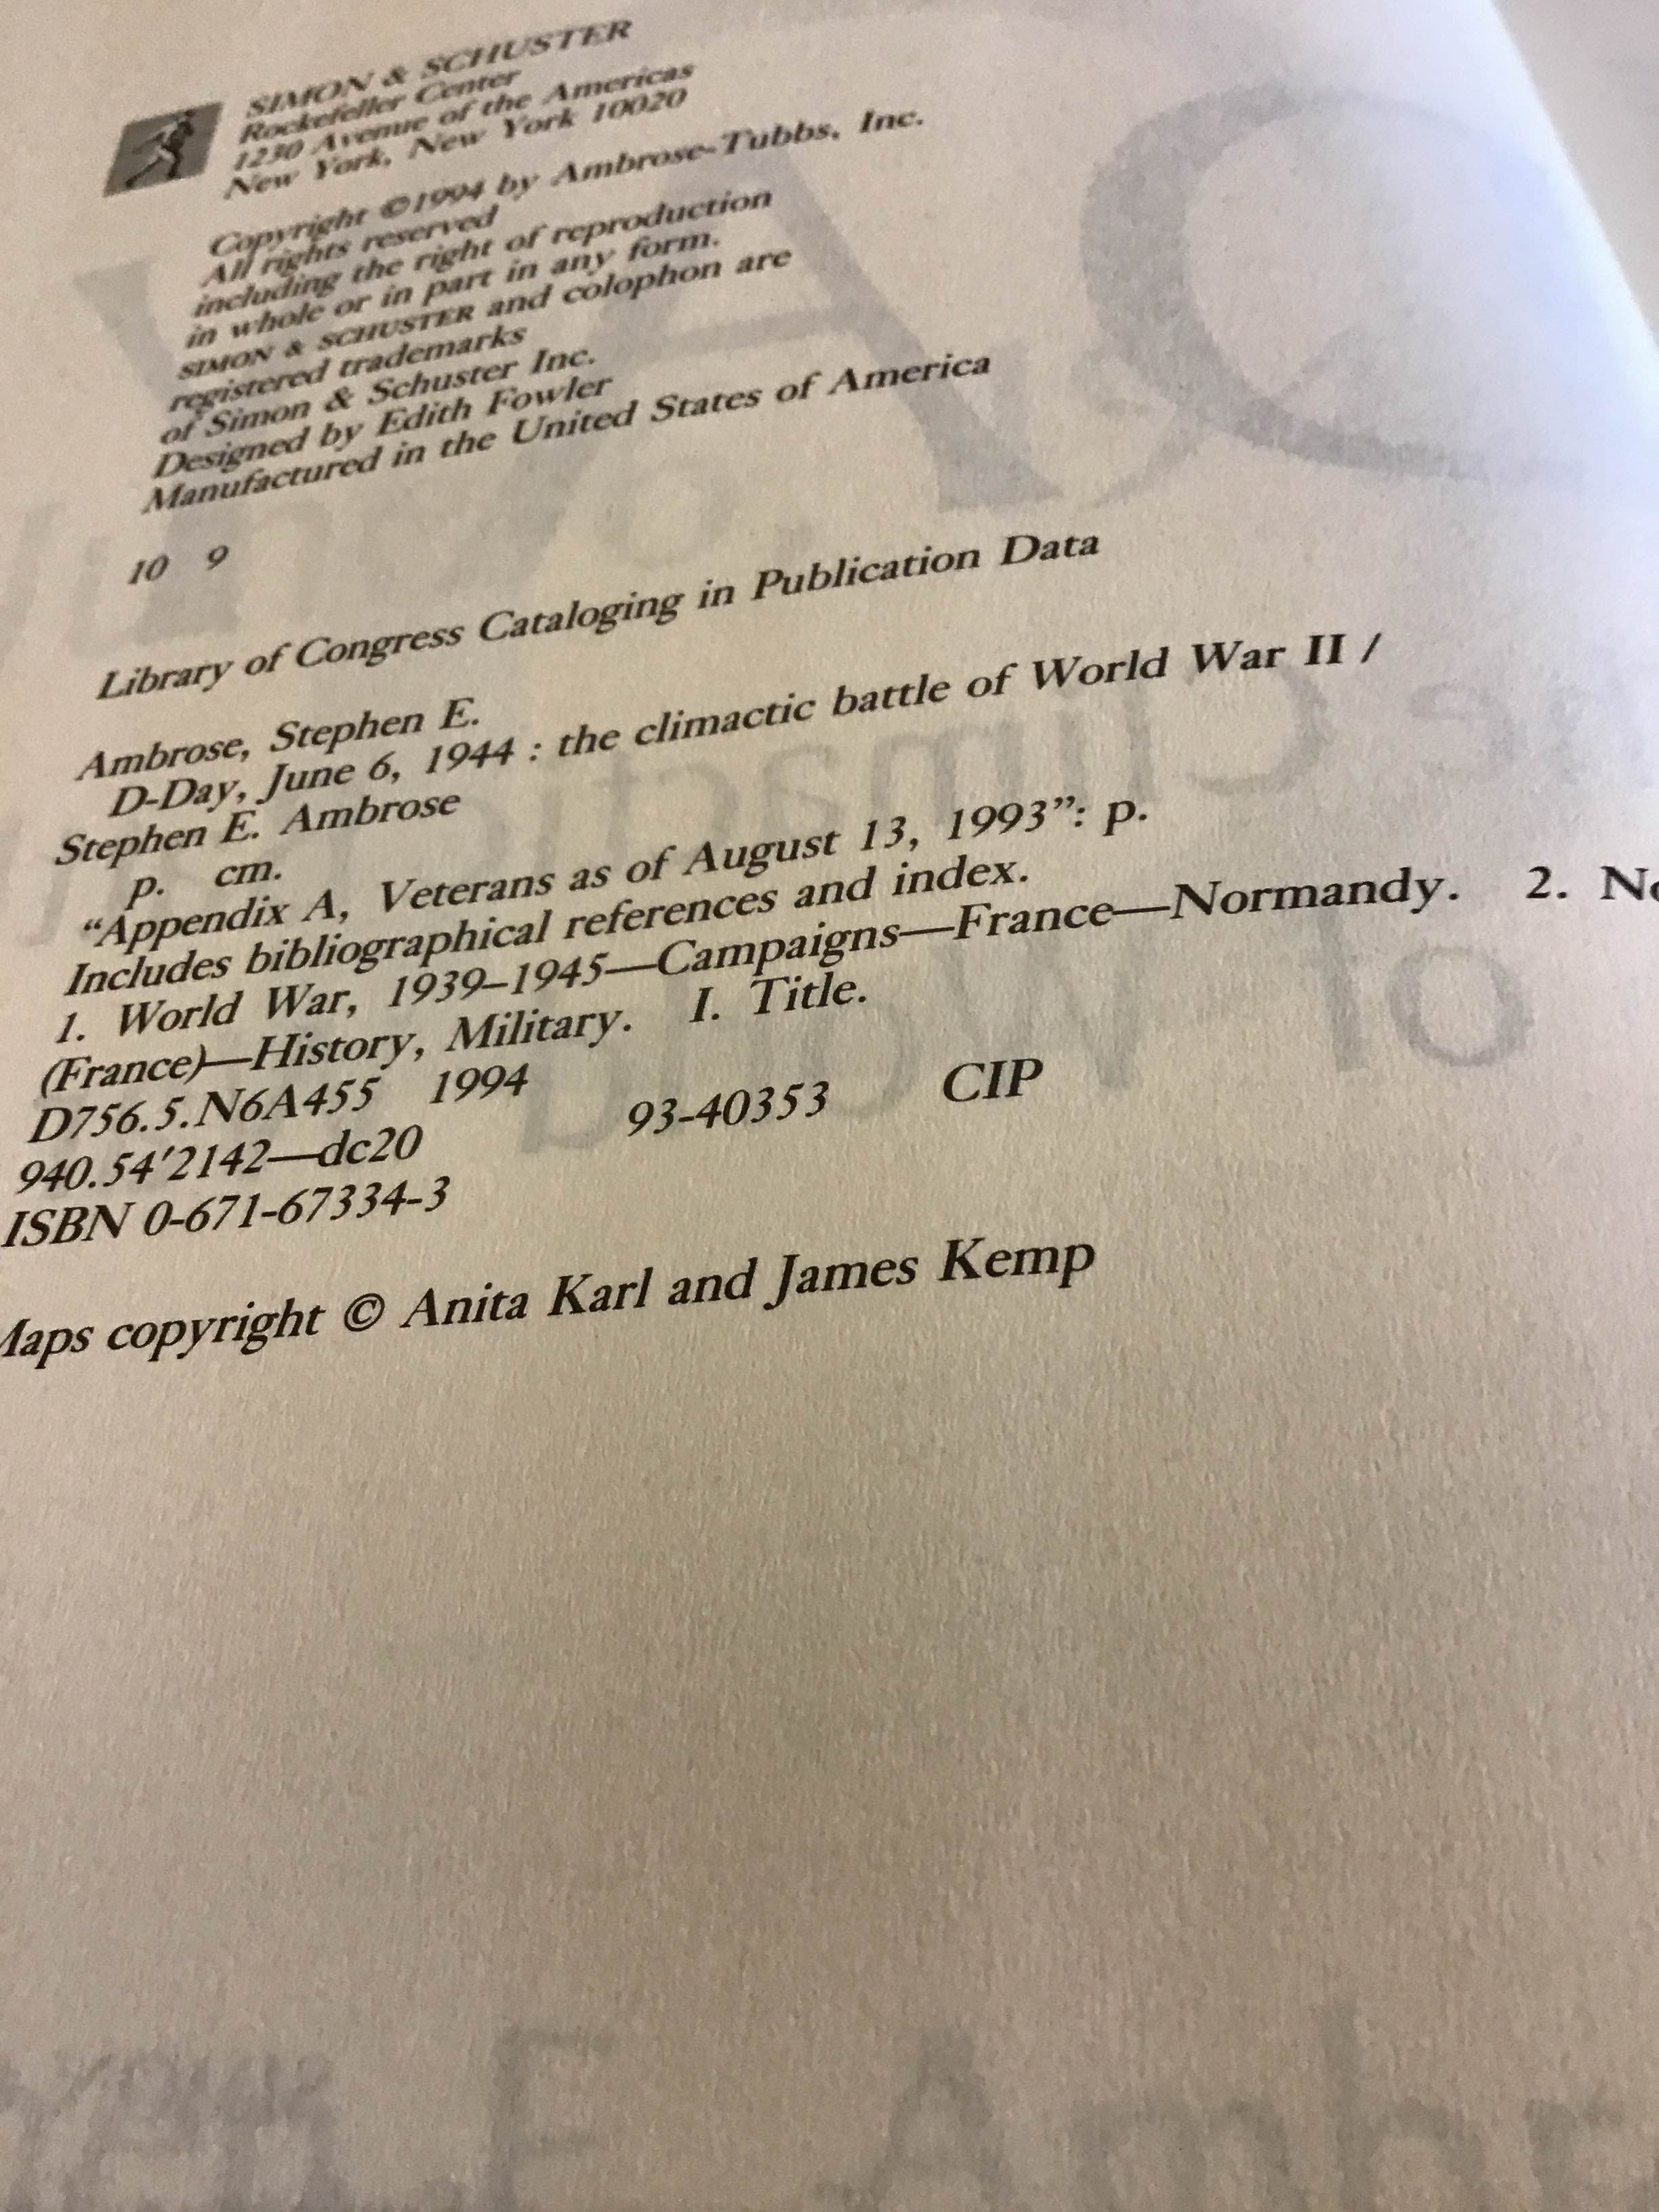 SIMON & SCHUSTER
Rockefeller Center
1230 Avenue of the Americas
New York, New York 10020
Copyright ©1994 by Ambrose-Tubbs, Inc.
All rights reserved
including the right of reproduction
in whole or in part in any form.
SIMON & SCHUSTER and colophon are
registered trademarks
of Simon & Schuster Inc.
Designed by Edith Fowler
Manufactured in the United States of America
10 9
Library of Congress Cataloging in Publication Data
Ambrose, Stephen E.
D-Day, June 6, 1944 : the climactic battle of World War II /
Stephen E. Ambrose
p. cm.
“Appendix A, Veterans as of August 13, 1993”: p.
Includes bibliographical references and index.
1. World War, 1939–1945—Campaigns—France—Normandy. 2. No
(France)—History, Military. I. Title.
D756.5.N6A455 1994
940.54′2142—dc20 93-40353 CIP
ISBN 0-671-67334-3
Maps copyright © Anita Karl and James Kemp